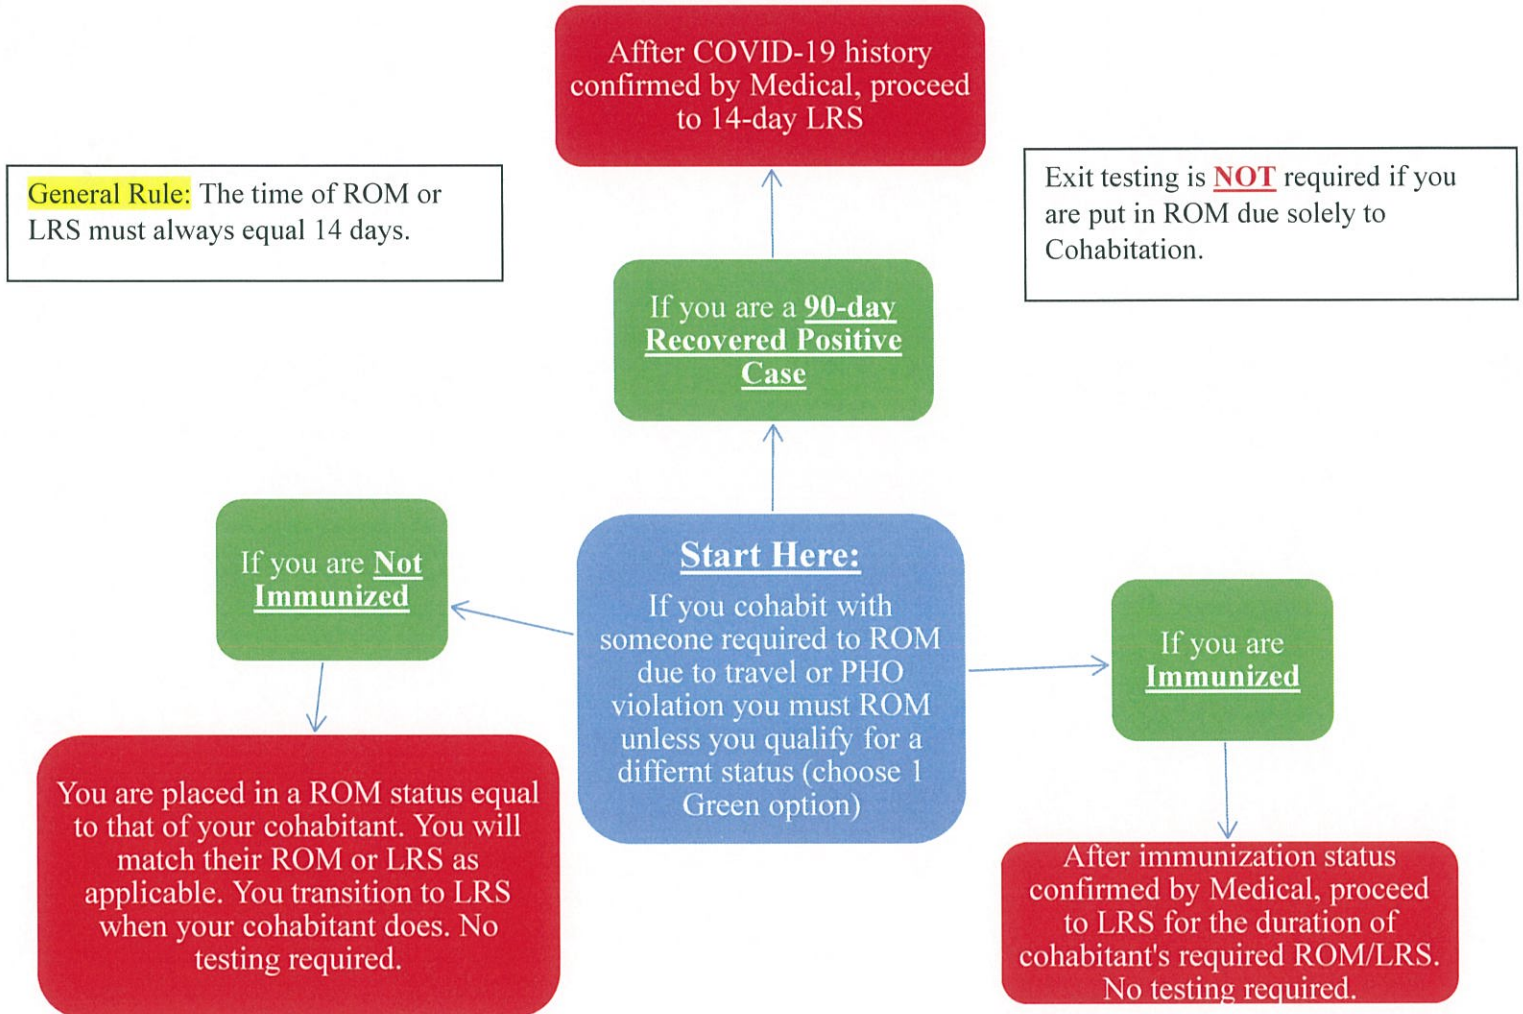 Affter COVID-19 history
confirmed by Medical, proceed
to 14-day LRS
General Rule: The time of ROM or
LRS must always equal 14 days.
Exit testing is NOT required if you
are put in ROM due solely to
Cohabitation.
If you are a 90-day
Recovered Positive
Case
If you are Not
Immunized
Start Here:
If you cohabit with
someone required to ROM
due to travel or PHO
violation you must ROM
unless you qualify for a
differnt status (choose 1
Green option)
If you are
Immunized
You are placed in a ROM status equal
to that of your cohabitant. You will
match their ROM or LRS as
applicable. You transition to LRS
when your cohabitant does. No
testing required.
After immunization status
confirmed by Medical, proceed
to LRS for the duration of
cohabitant's required ROM/LRS.
No testing required.